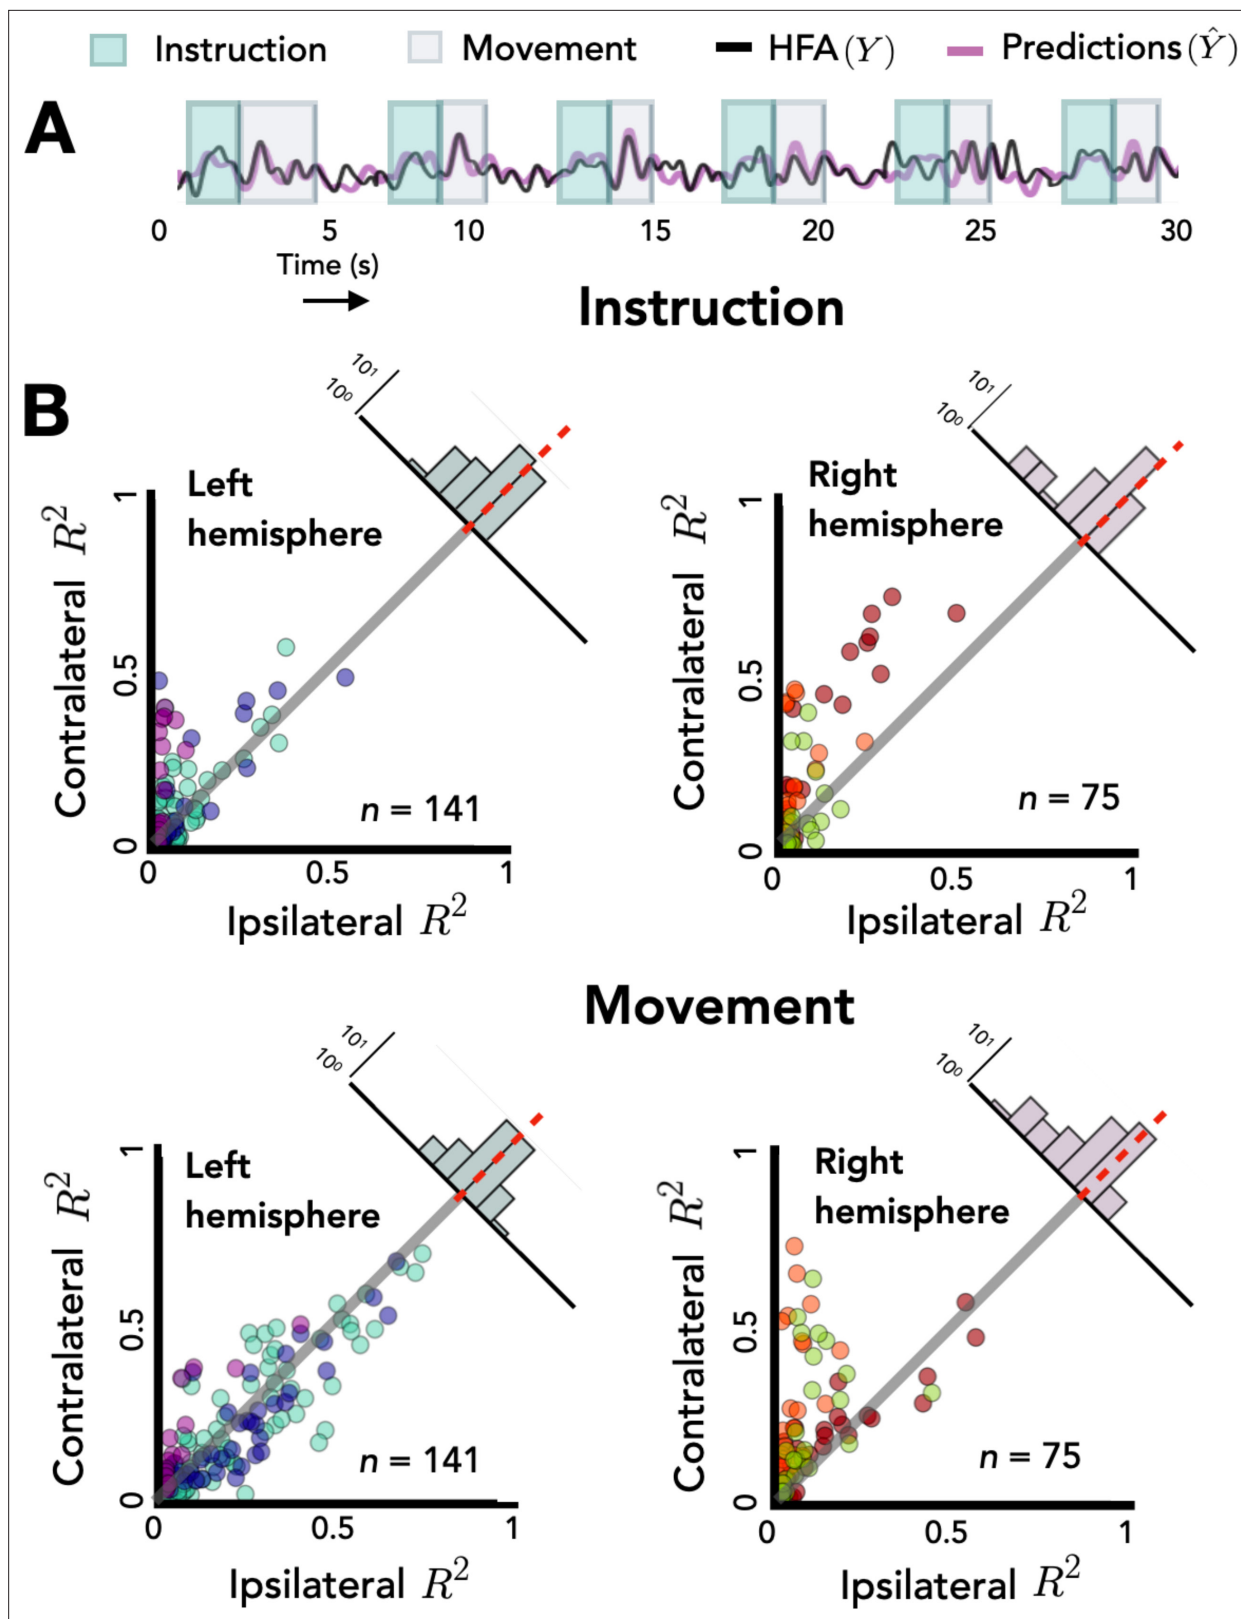 Instruction Movement HFA (Y) Predictions (Ŷ)
A
0 5 10 15 20 25 30
Time (s)
Instruction
B
10¹
10⁰
Left
hemisphere
1
0.5
0
Contralateral R²
n = 141
0 0.5 1
Ipsilateral R²
10¹
10⁰
Right
hemisphere
1
0.5
0
Contralateral R²
n = 75
0 0.5 1
Ipsilateral R²
Movement
10¹
10⁰
Left
hemisphere
1
0.5
0
Contralateral R²
n = 141
0 0.5 1
Ipsilateral R²
10¹
10⁰
Right
hemisphere
1
0.5
0
Contralateral R²
n = 75
0 0.5 1
Ipsilateral R²